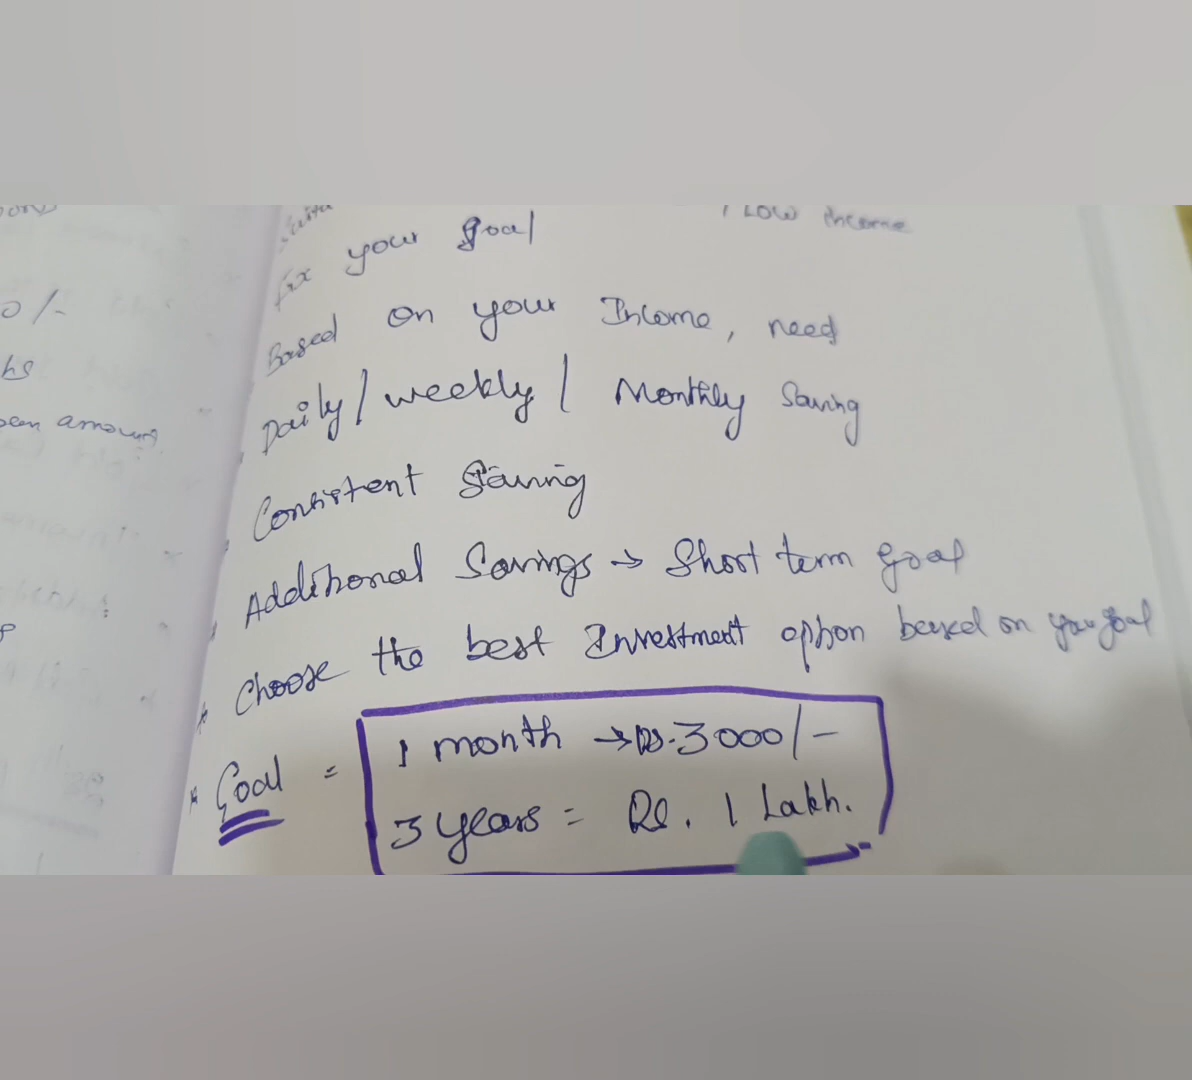 Low Income
fix your goal
Based on your Income, need
Daily/weekly/ Monthly Saving
Consistent Saving
Additional Savings → Short term goal
* Choose the best Investment option based on your goal
* Goal = 1 month → Rs. 3000/-
3 years = Rs. 1 Lakh.
0/-
amount